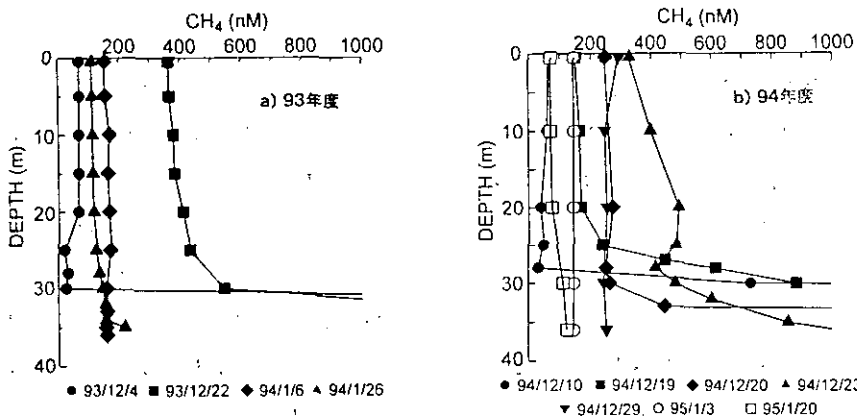 CH₄ (nM)
200 400 600 800 1000
0
10
20
30
40
DEPTH (m)
a) 93年度
● 93/12/4 ■ 93/12/22 ◆ 94/1/6 ▲ 94/1/26
CH₄ (nM)
200 400 600 800 1000
0
10
20
30
40
DEPTH (m)
b) 94年度
● 94/12/10 ■ 94/12/19 ◆ 94/12/20 ▲ 94/12/23
▼ 94/12/29 ○ 95/1/3 □ 95/1/20